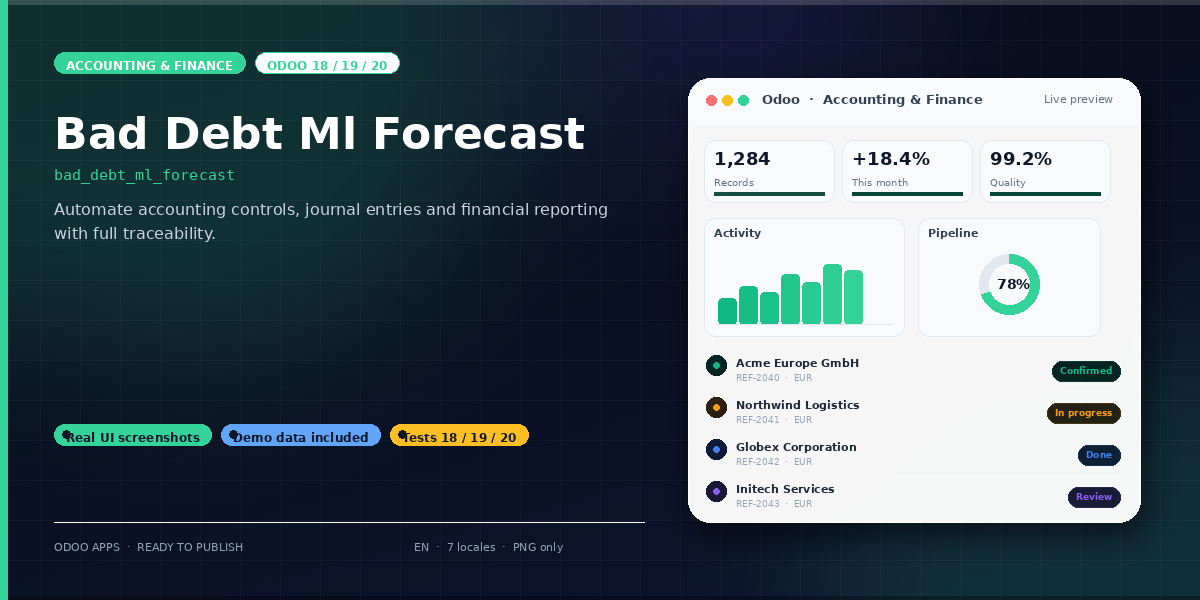 ACCOUNTING & FINANCE
ODOO 18 / 19 / 20
Bad Debt Ml Forecast
bad_debt_ml_forecast
Automate accounting controls, journal entries and financial reporting
with full traceability.
Real UI screenshots
Demo data included
Tests 18 / 19 / 20
ODOO APPS · READY TO PUBLISH
EN · 7 locales · PNG only
Odoo · Accounting & Finance
Live preview
1,284
Records
+18.4%
This month
99.2%
Quality
Activity
Pipeline
78%
Acme Europe GmbH
REF-2040 · EUR
Confirmed
Northwind Logistics
REF-2041 · EUR
In progress
Globex Corporation
REF-2042 · EUR
Done
Initech Services
REF-2043 · EUR
Review